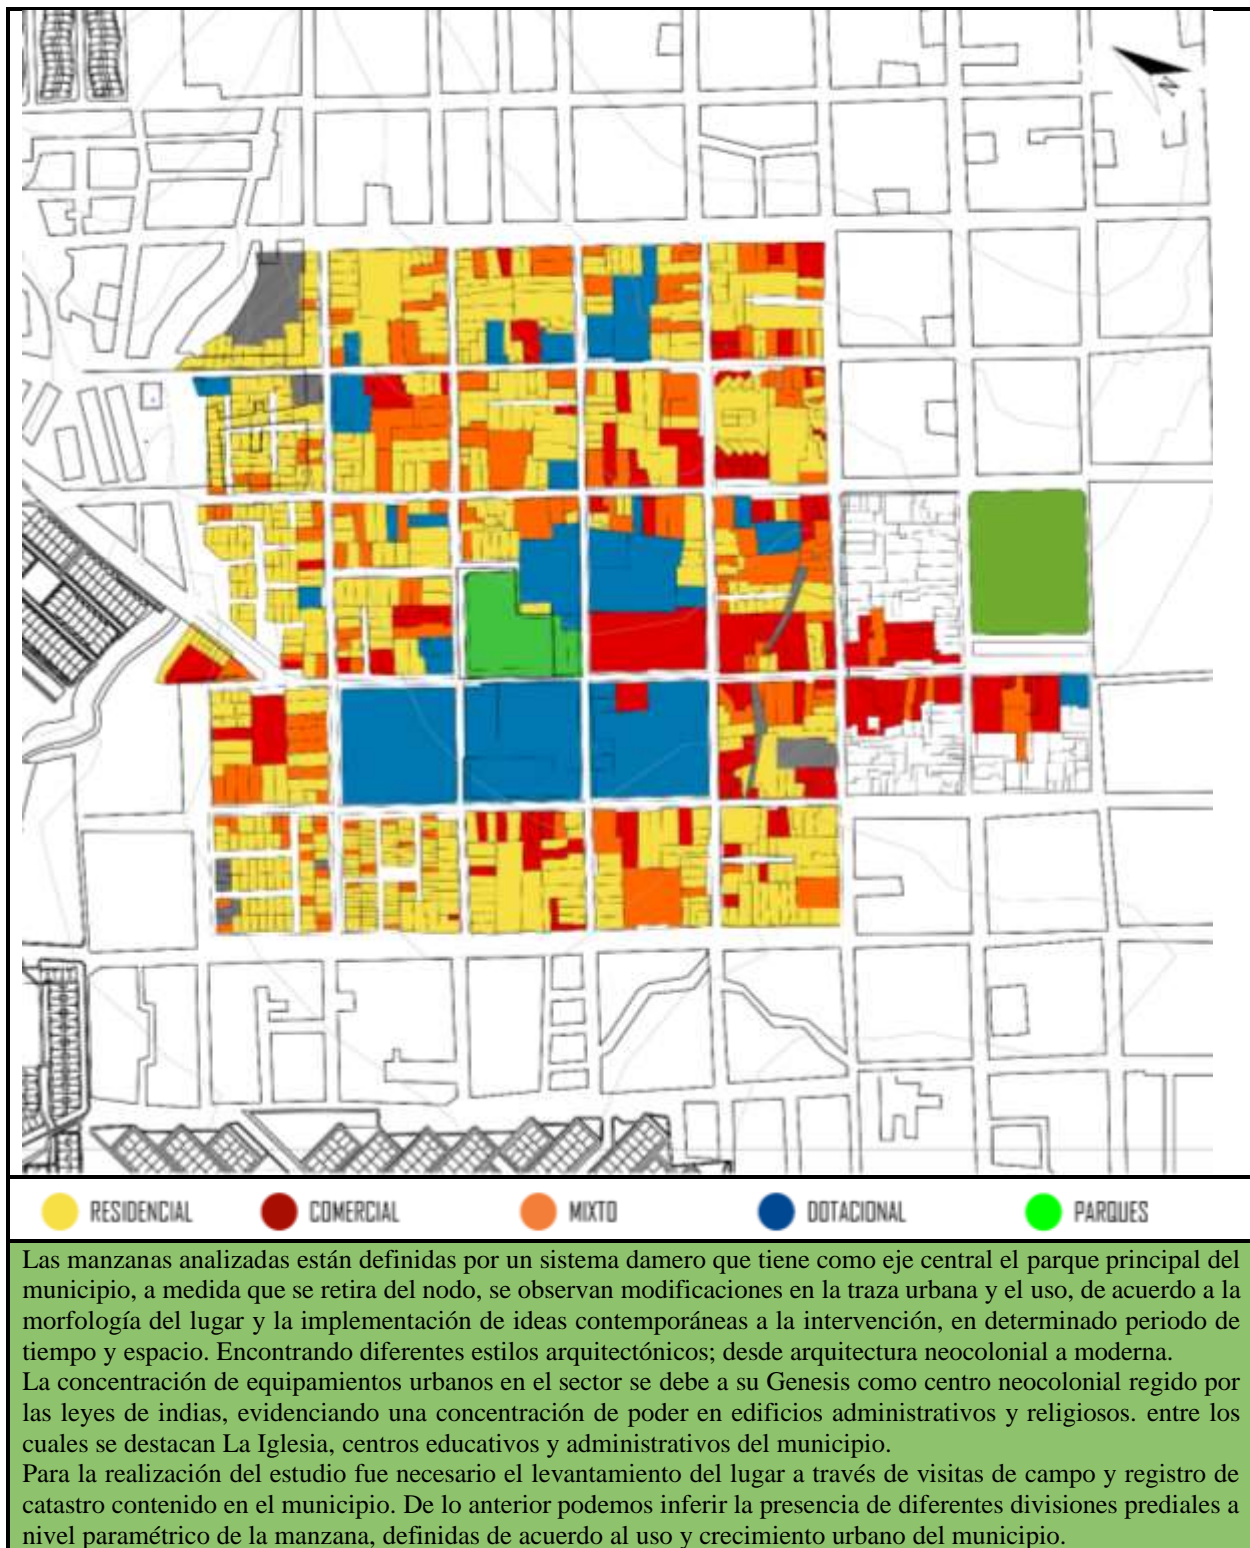 N
RESIDENCIAL COMERCIAL MIXTO DOTACIONAL PARQUES
Las manzanas analizadas están definidas por un sistema damero que tiene como eje central el parque principal del
municipio, a medida que se retira del nodo, se observan modificaciones en la traza urbana y el uso, de acuerdo a la
morfología del lugar y la implementación de ideas contemporáneas a la intervención, en determinado periodo de
tiempo y espacio. Encontrando diferentes estilos arquitectónicos; desde arquitectura neocolonial a moderna.
La concentración de equipamientos urbanos en el sector se debe a su Genesis como centro neocolonial regido por
las leyes de indias, evidenciando una concentración de poder en edificios administrativos y religiosos. entre los
cuales se destacan La Iglesia, centros educativos y administrativos del municipio.
Para la realización del estudio fue necesario el levantamiento del lugar a través de visitas de campo y registro de
catastro contenido en el municipio. De lo anterior podemos inferir la presencia de diferentes divisiones prediales a
nivel paramétrico de la manzana, definidas de acuerdo al uso y crecimiento urbano del municipio.